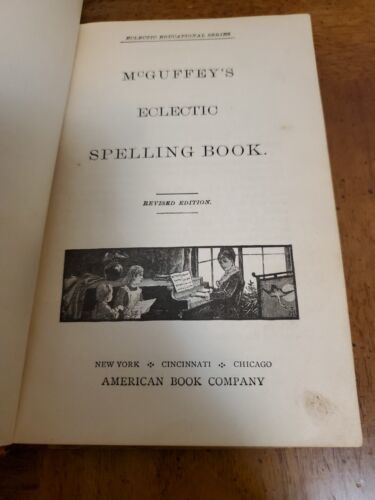 ECLECTIC EDUCATIONAL SERIES
McGUFFEY'S
ECLECTIC
SPELLING BOOK.
REVISED EDITION.
NEW YORK ∙:∙ CINCINNATI ∙:∙ CHICAGO
AMERICAN BOOK COMPANY